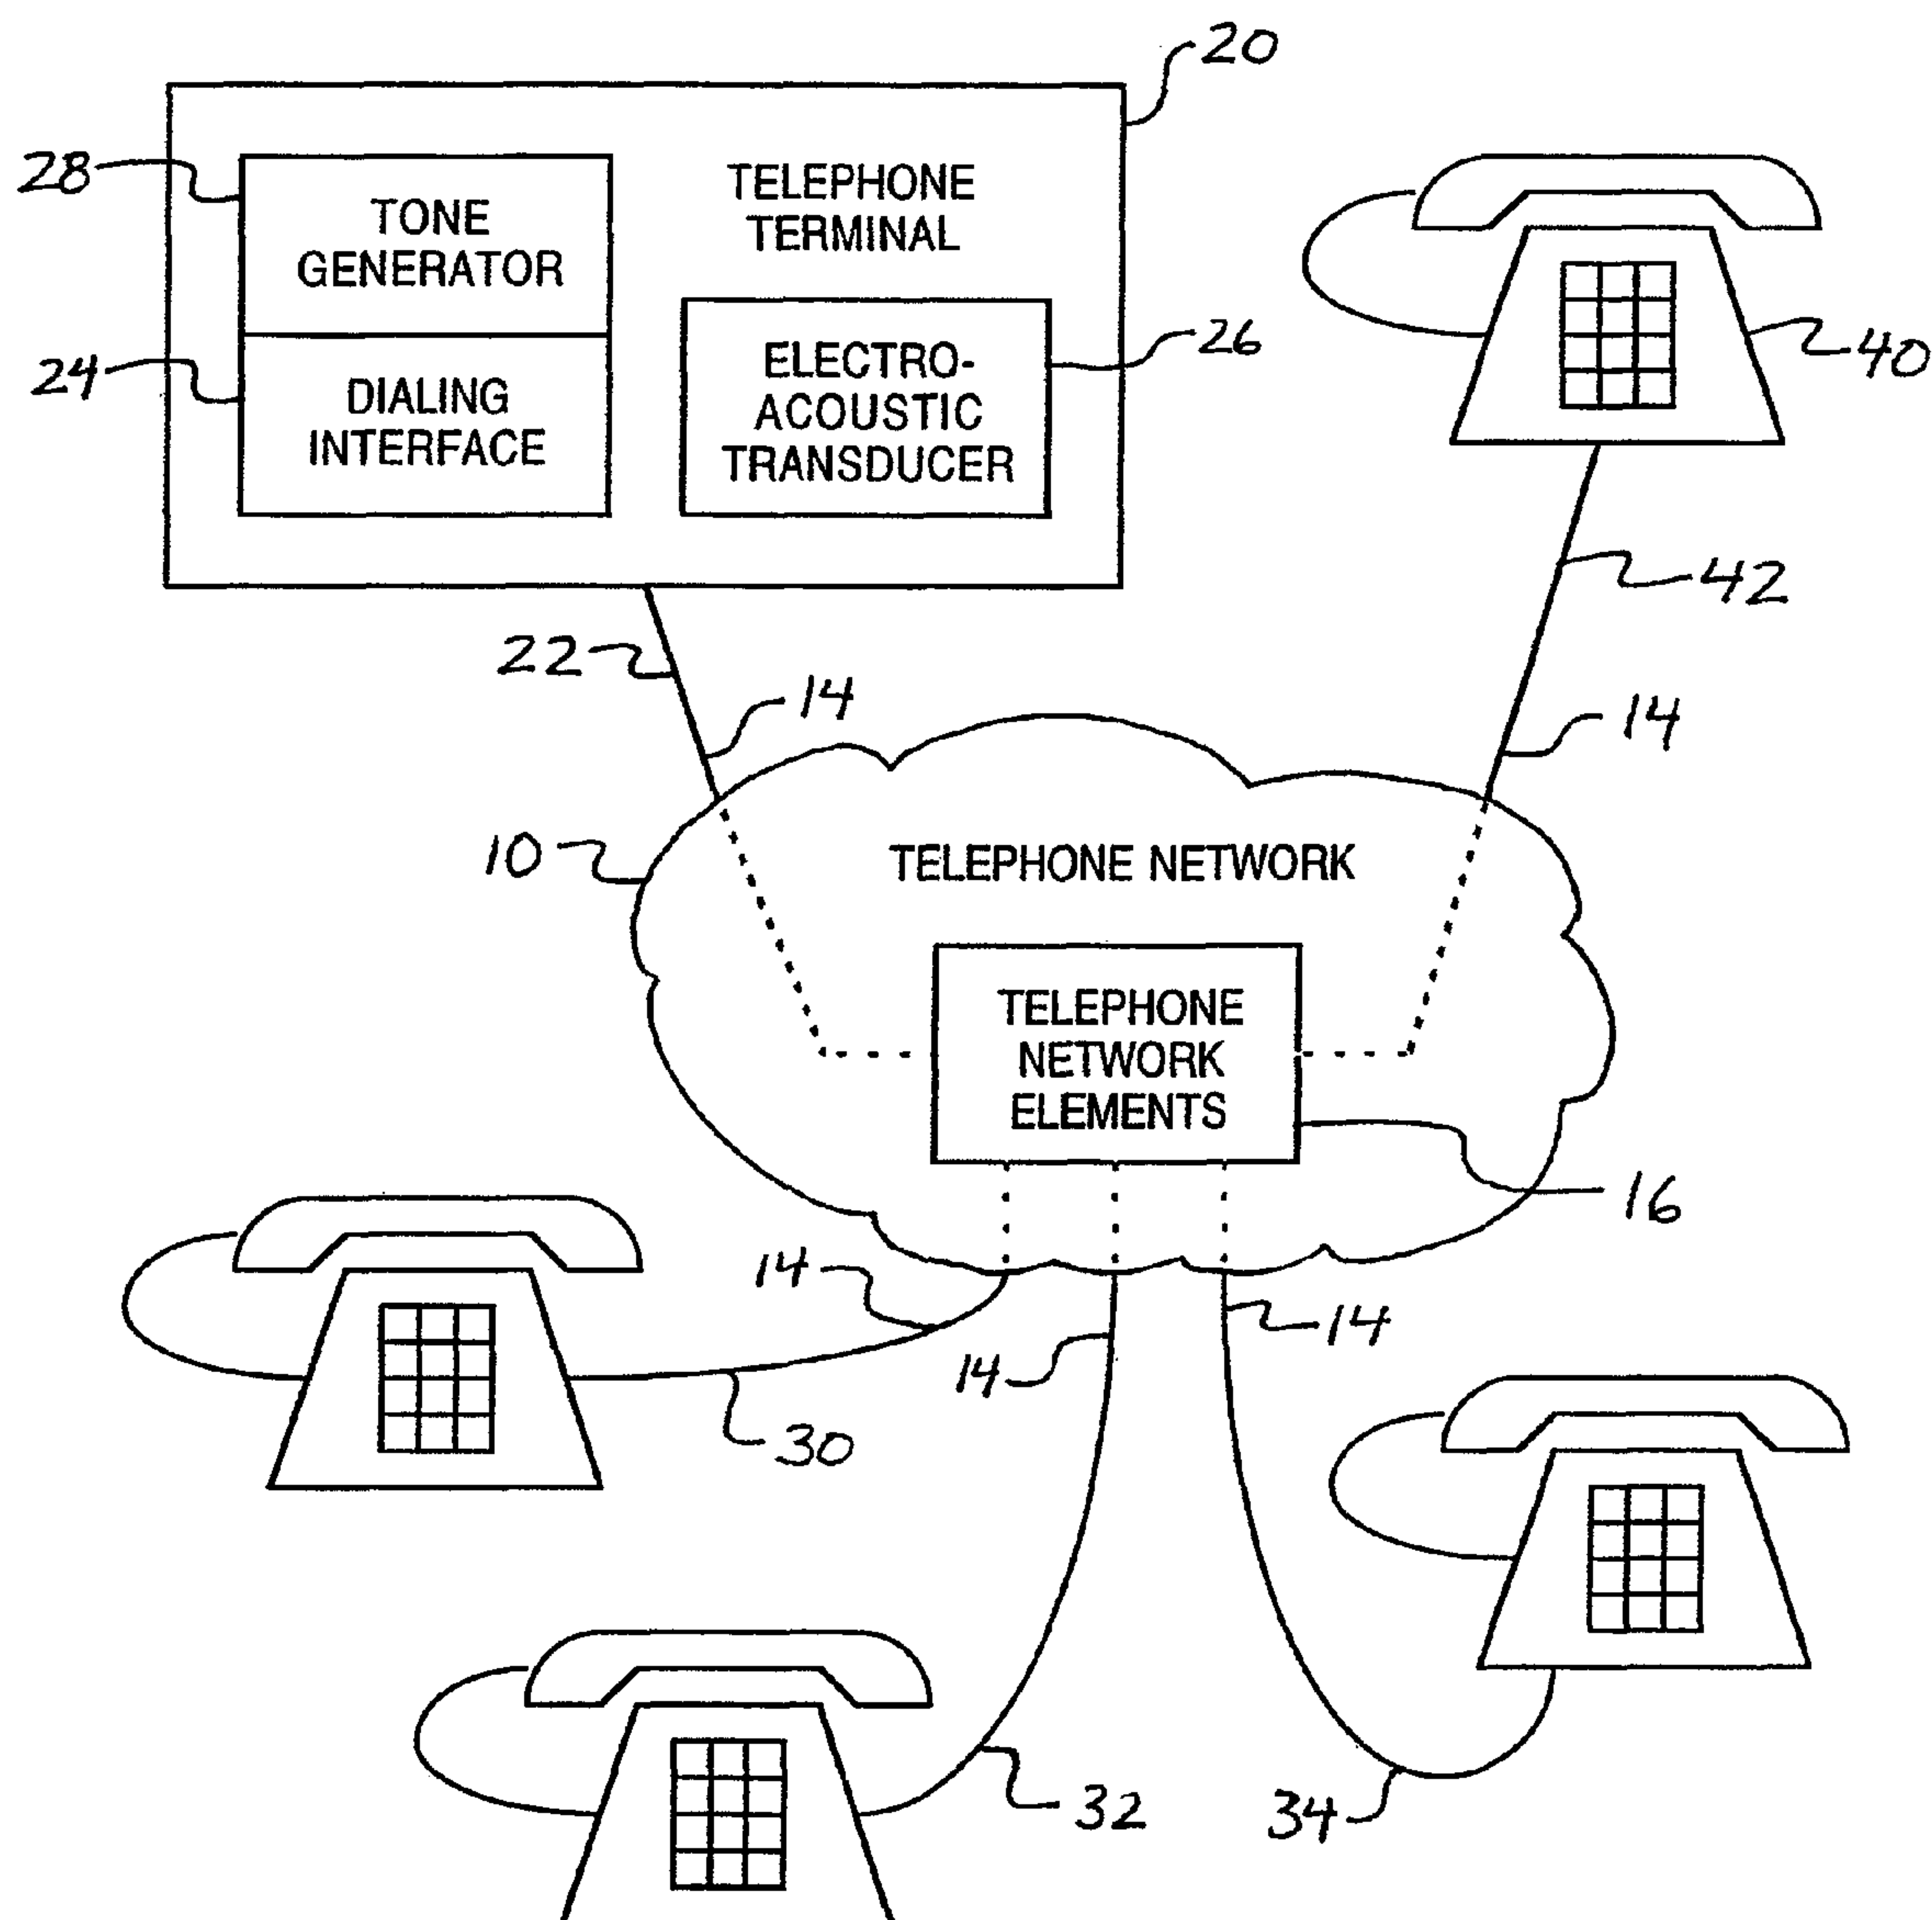 20
28
TONE
GENERATOR
TELEPHONE
TERMINAL
24
DIALING
INTERFACE
ELECTRO-
ACOUSTIC
TRANSDUCER
26
40
42
22
14
14
10
TELEPHONE NETWORK
TELEPHONE
NETWORK
ELEMENTS
16
14
14
14
30
32
34